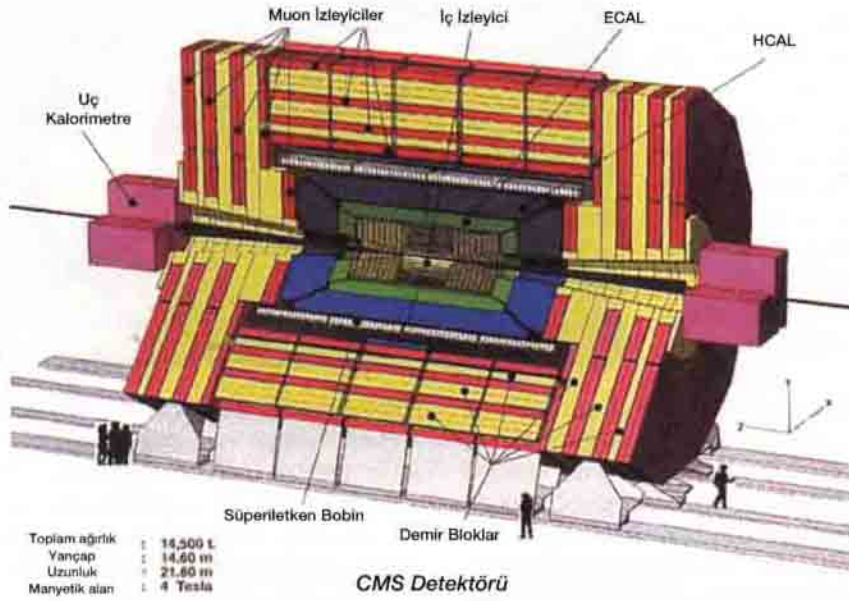 Muon İzleyiciler
İç İzleyici
ECAL
HCAL
Uç
Kalorimetre
Y
X
Z
Süperiletken Bobin
Demir Bloklar
Toplam ağırlık : 14,500 t.
Yançap : 14.60 m
Uzunluk : 21.60 m
Manyetik alan : 4 Tesla
CMS Detektörü